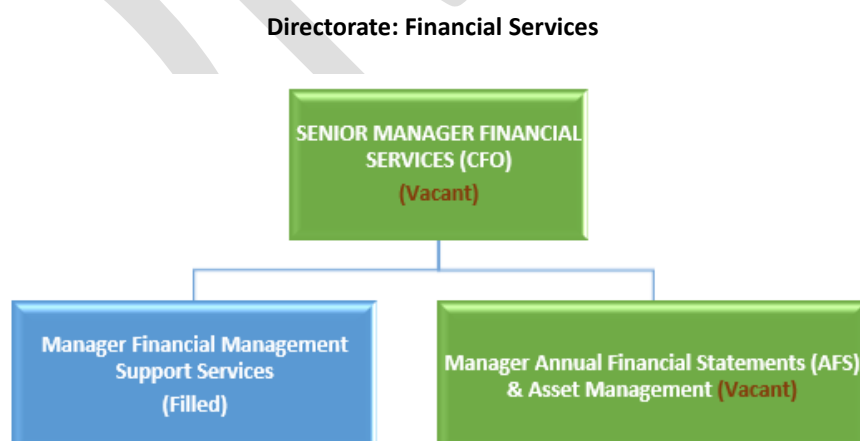 Directorate: Financial Services
SENIOR MANAGER FINANCIAL
SERVICES (CFO)
(Vacant)
Manager Financial Management
Support Services
(Filled)
Manager Annual Financial Statements (AFS)
& Asset Management (Vacant)